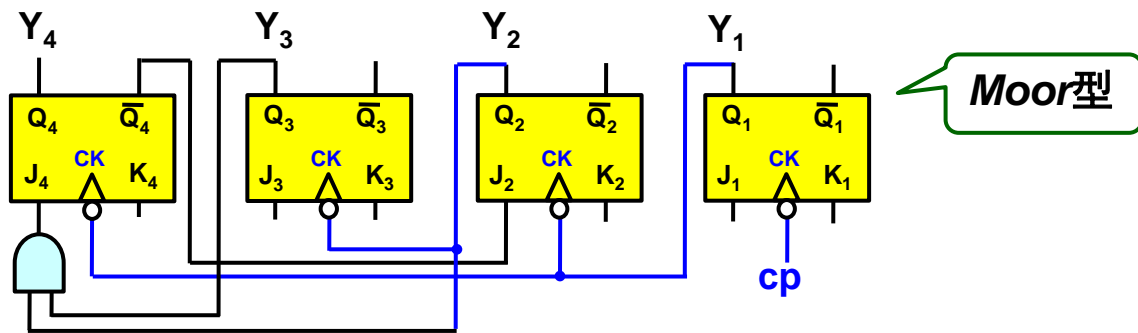 Y₄ Y₃ Y₂ Y₁
Moor型
Q₄ Q̅₄ Q₃ Q̅₃ Q₂ Q̅₂ Q₁ Q̅₁
CK CK CK CK
J₄ K₄ J₃ K₃ J₂ K₂ J₁ K₁
cp